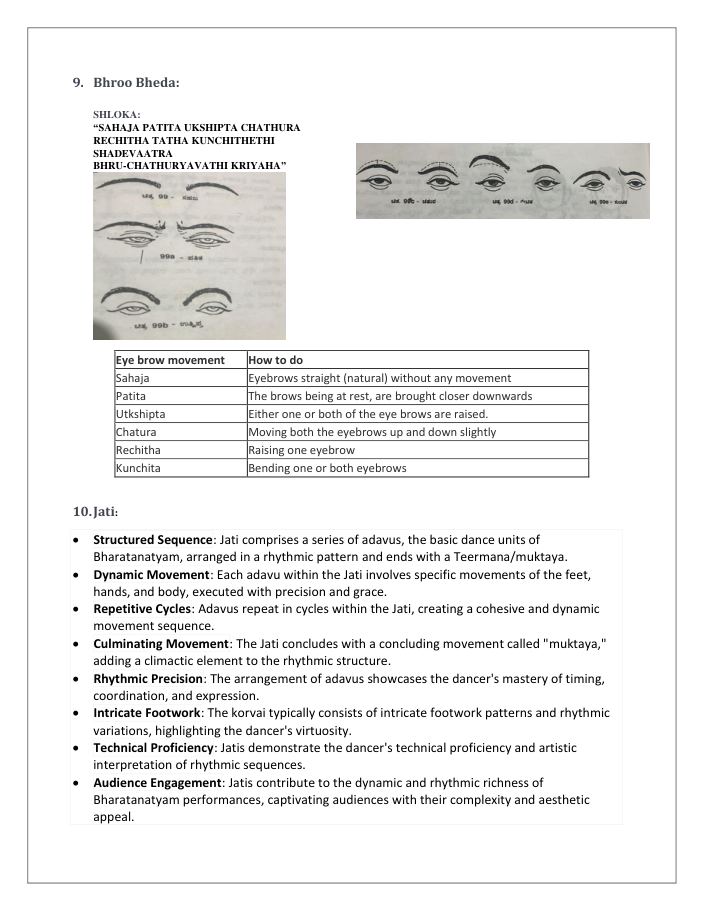 9. Bhroo Bheda:
SHLOKA:
“SAHAJA PATITA UKSHIPTA CHATHURA
RECHITHA TATHA KUNCHITHETHI
SHADEVAATRA
BHRU-CHATHURYAVATHI KRIYAHA”
99 -
99a -
99b -
99c -
99d -
99e -
Eye brow movement How to do
Sahaja Eyebrows straight (natural) without any movement
Patita The brows being at rest, are brought closer downwards
Utkshipta Either one or both of the eye brows are raised.
Chatura Moving both the eyebrows up and down slightly
Rechitha Raising one eyebrow
Kunchita Bending one or both eyebrows
10. Jati:
• Structured Sequence: Jati comprises a series of adavus, the basic dance units of
Bharatanatyam, arranged in a rhythmic pattern and ends with a Teermana/muktaya.
• Dynamic Movement: Each adavu within the Jati involves specific movements of the feet,
hands, and body, executed with precision and grace.
• Repetitive Cycles: Adavus repeat in cycles within the Jati, creating a cohesive and dynamic
movement sequence.
• Culminating Movement: The Jati concludes with a concluding movement called "muktaya,"
adding a climactic element to the rhythmic structure.
• Rhythmic Precision: The arrangement of adavus showcases the dancer's mastery of timing,
coordination, and expression.
• Intricate Footwork: The korvai typically consists of intricate footwork patterns and rhythmic
variations, highlighting the dancer's virtuosity.
• Technical Proficiency: Jatis demonstrate the dancer's technical proficiency and artistic
interpretation of rhythmic sequences.
• Audience Engagement: Jatis contribute to the dynamic and rhythmic richness of
Bharatanatyam performances, captivating audiences with their complexity and aesthetic
appeal.